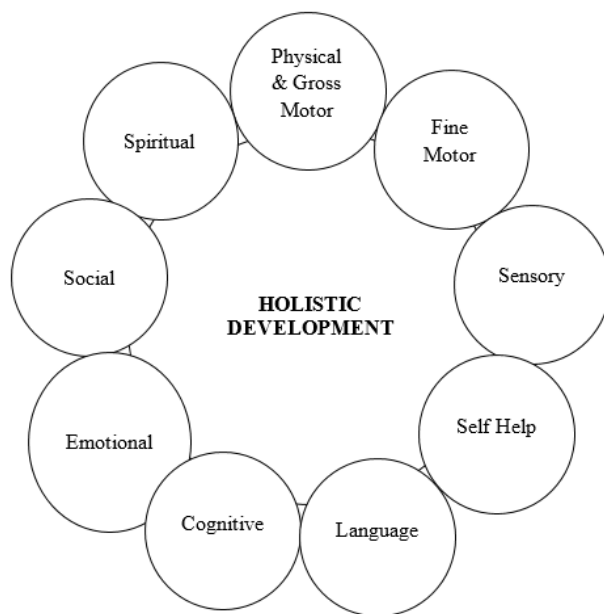 Physical
& Gross
Motor
Fine
Motor
Sensory
Self Help
Language
Cognitive
Emotional
Social
Spiritual
HOLISTIC
DEVELOPMENT